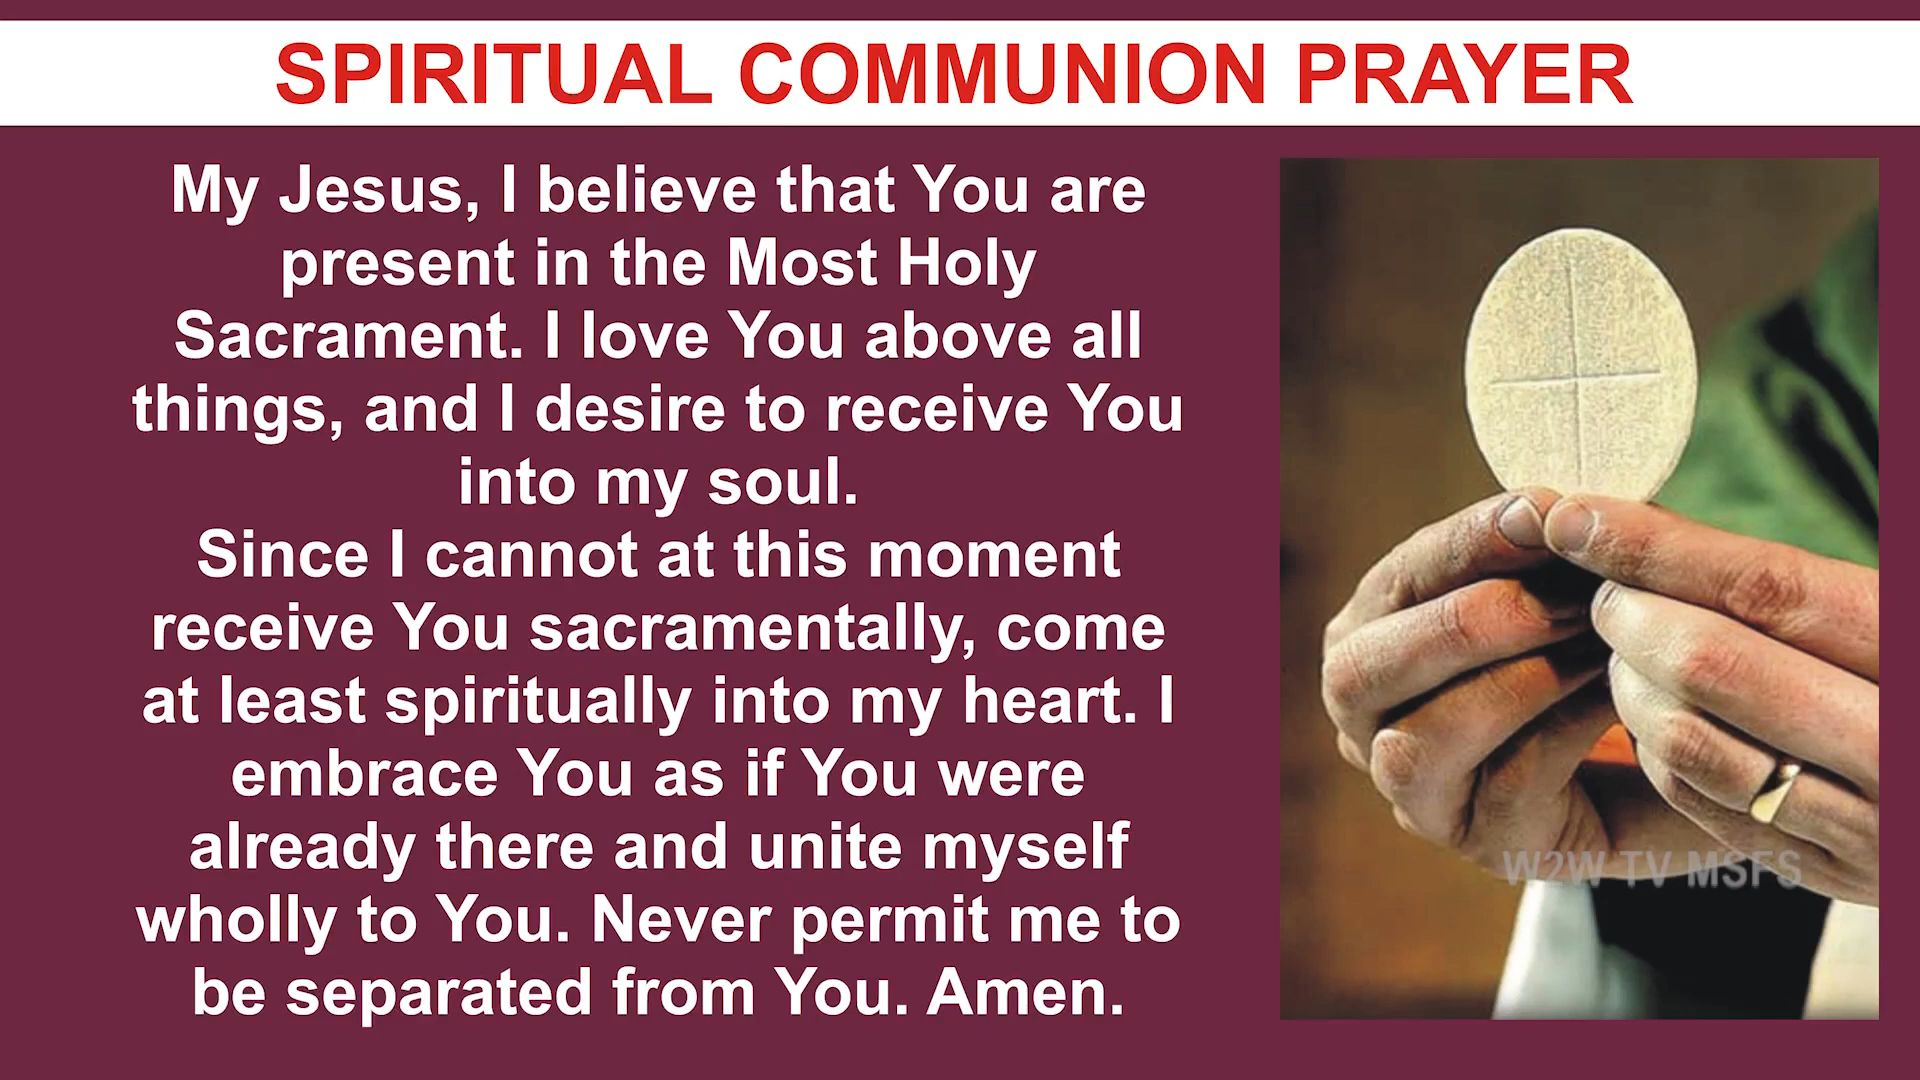 SPIRITUAL COMMUNION PRAYER
My Jesus, I believe that You are
present in the Most Holy
Sacrament. I love You above all
things, and I desire to receive You
into my soul.
Since I cannot at this moment
receive You sacramentally, come
at least spiritually into my heart. I
embrace You as if You were
already there and unite myself
wholly to You. Never permit me to
be separated from You. Amen.
W2W TV MSFS